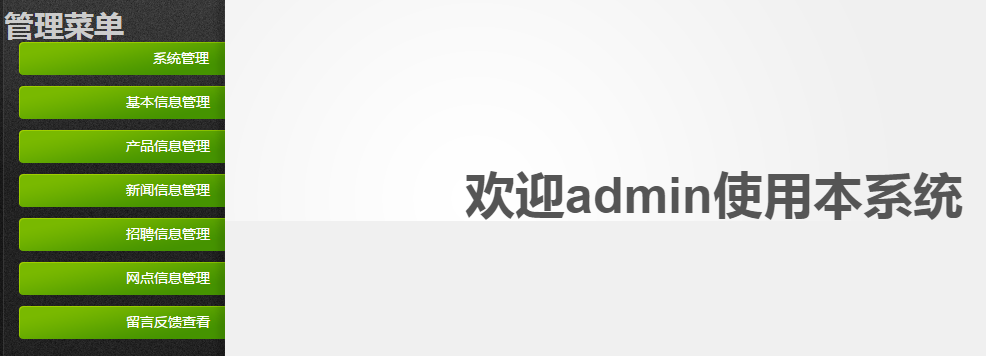 管理菜单
系统管理
基本信息管理
产品信息管理
新闻信息管理
招聘信息管理
网点信息管理
留言反馈查看
欢迎admin使用本系统